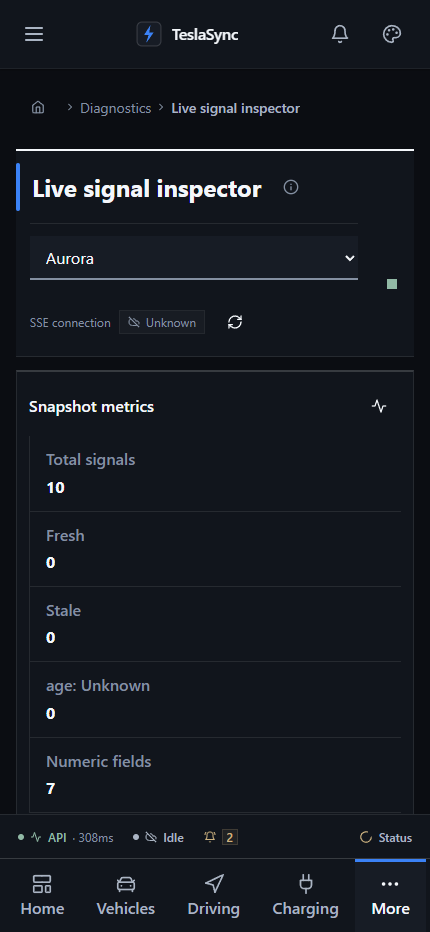 TeslaSync
Diagnostics
Live signal inspector
Live signal inspector
Aurora
SSE connection
Unknown
Snapshot metrics
Total signals
10
Fresh
0
Stale
0
age: Unknown
0
Numeric fields
7
API · 308ms
Idle
2
Status
Home
Vehicles
Driving
Charging
More